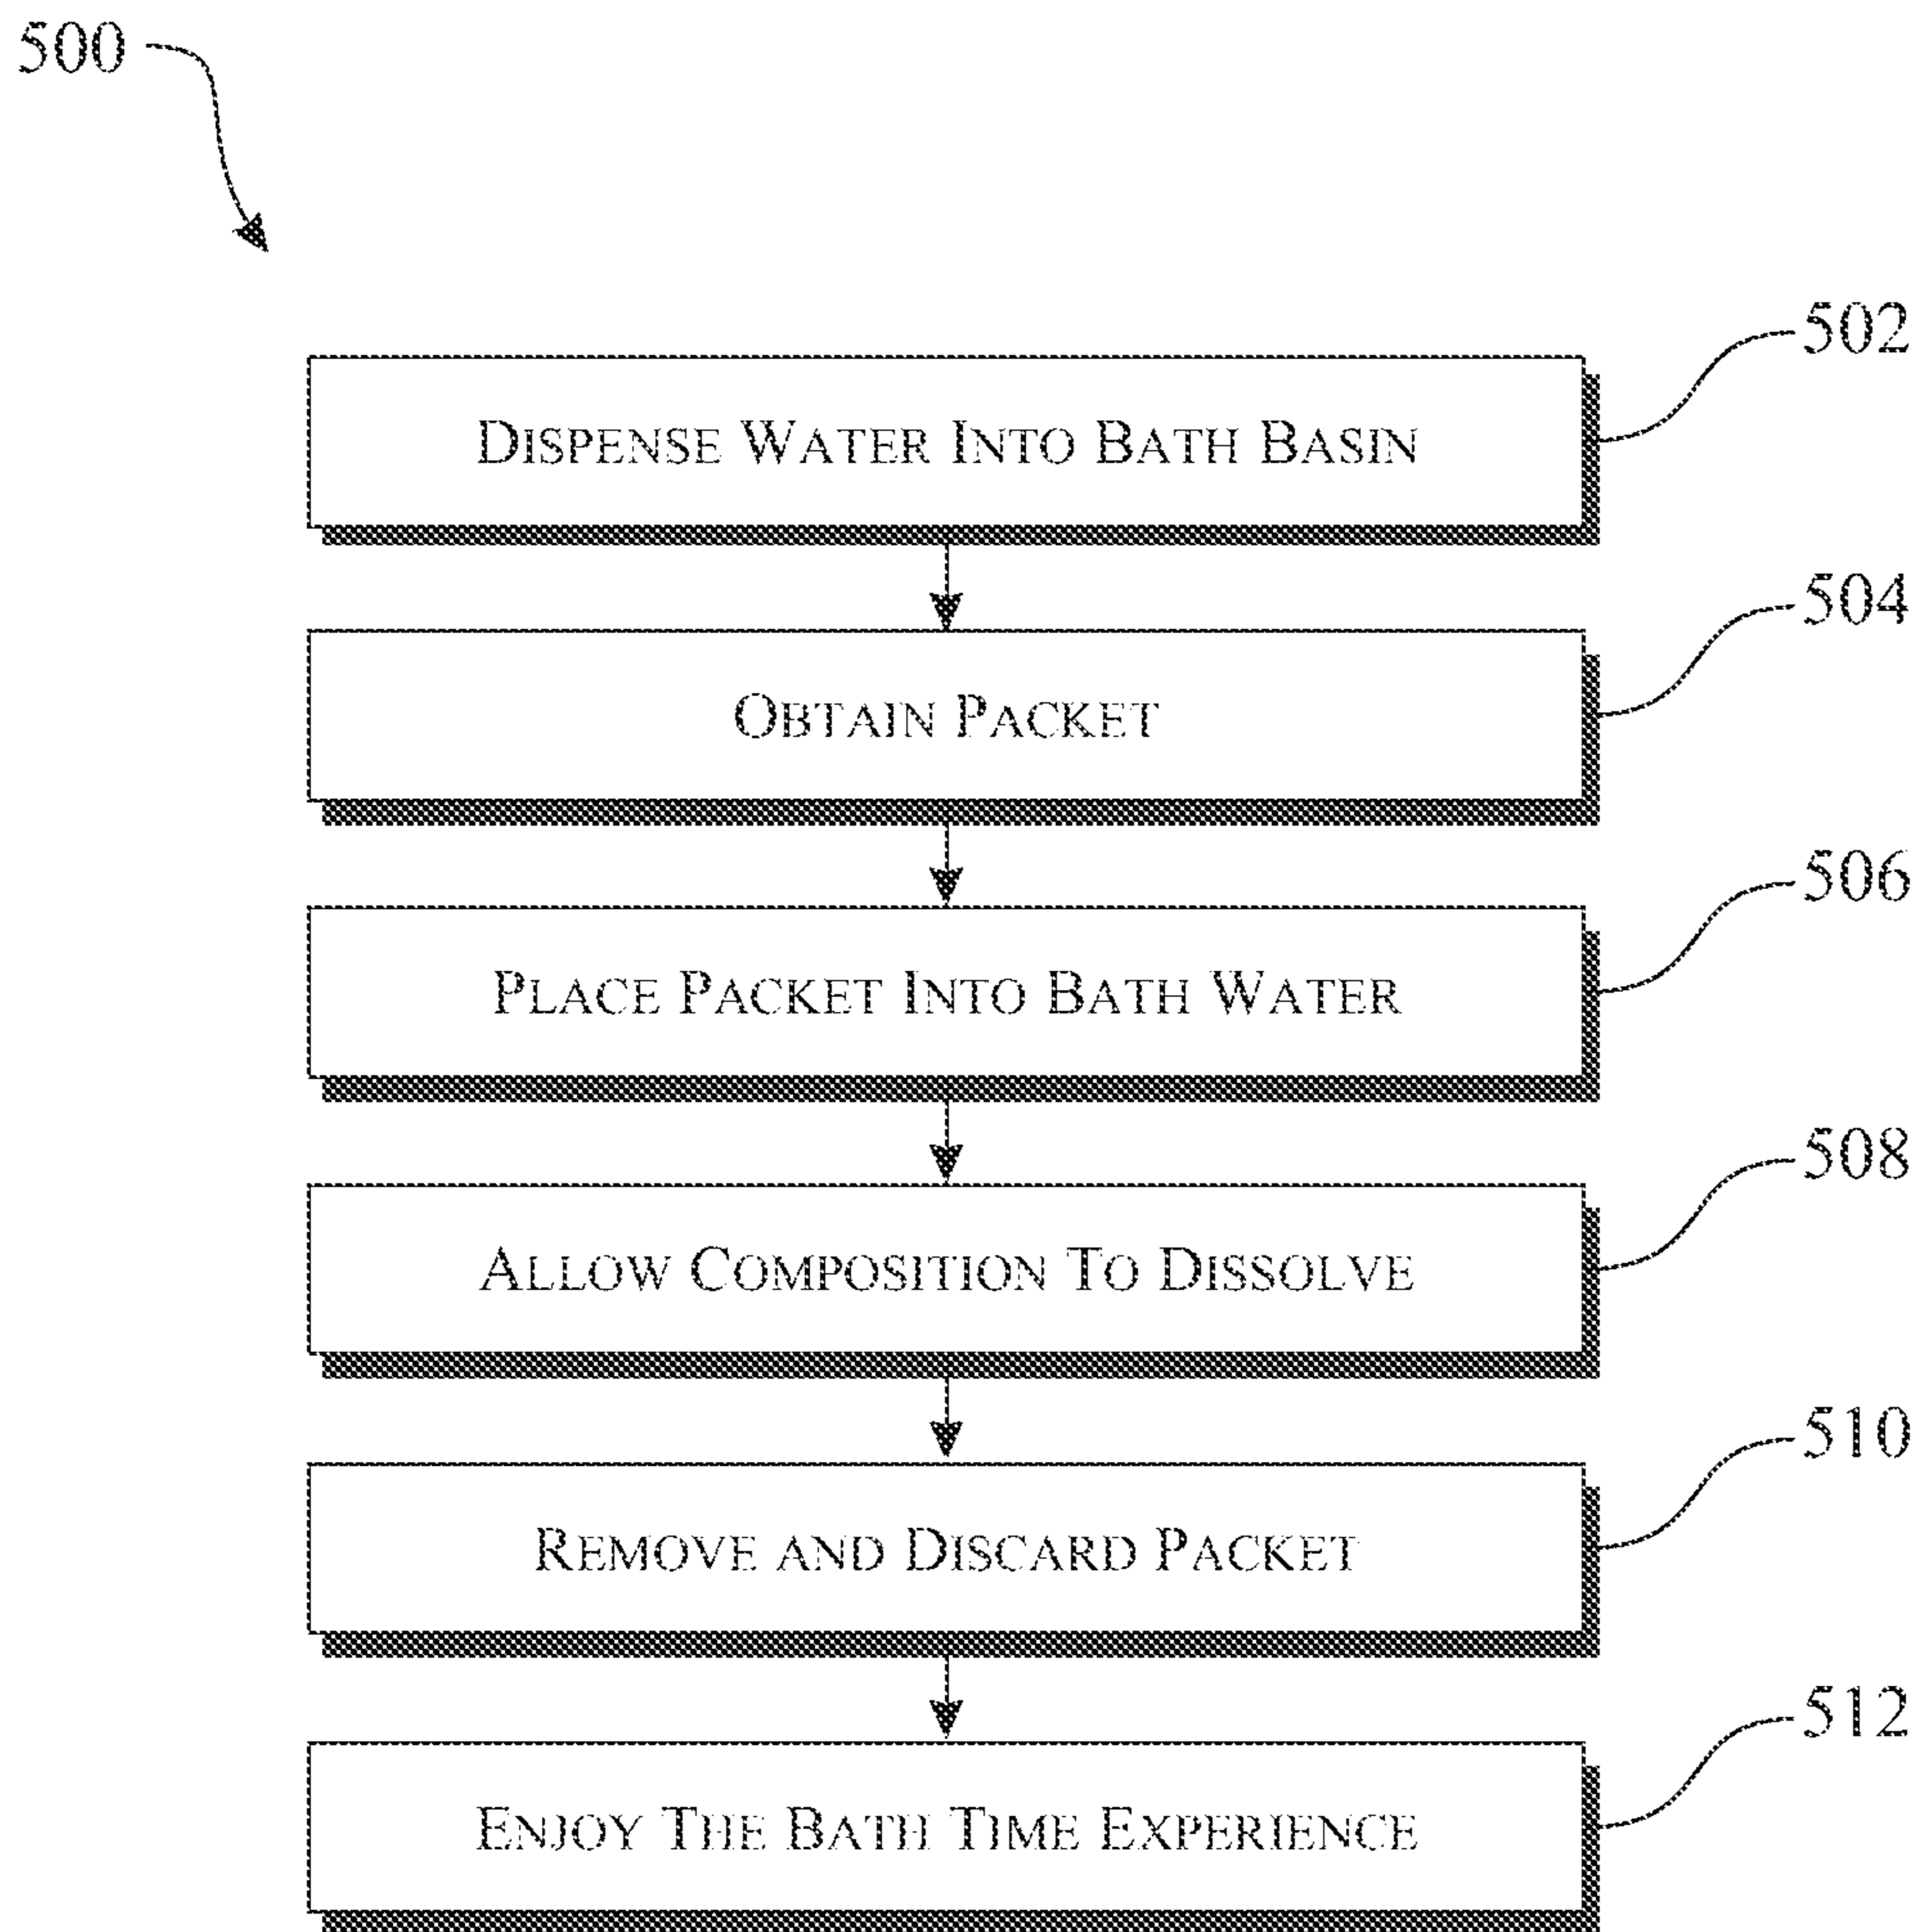 500
502
DISPENSE WATER INTO BATH BASIN
504
OBTAIN PACKET
506
PLACE PACKET INTO BATH WATER
508
ALLOW COMPOSITION TO DISSOLVE
510
REMOVE AND DISCARD PACKET
512
ENJOY THE BATH TIME EXPERIENCE